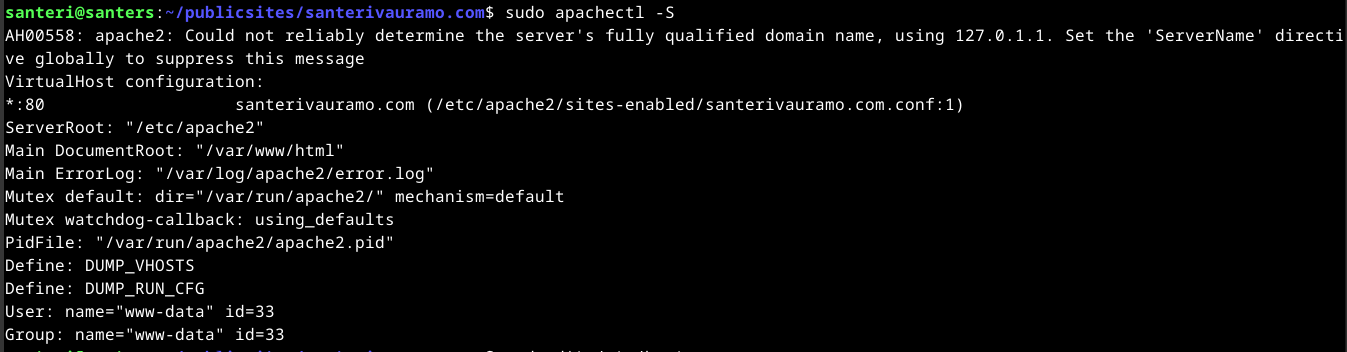 santeri@santers:~/publicsites/santerivauramo.com$ sudo apachectl -S
AH00558: apache2: Could not reliably determine the server's fully qualified domain name, using 127.0.1.1. Set the 'ServerName' directi
ve globally to suppress this message
VirtualHost configuration:
*:80                   santerivauramo.com (/etc/apache2/sites-enabled/santerivauramo.com.conf:1)
ServerRoot: "/etc/apache2"
Main DocumentRoot: "/var/www/html"
Main ErrorLog: "/var/log/apache2/error.log"
Mutex default: dir="/var/run/apache2/" mechanism=default
Mutex watchdog-callback: using_defaults
PidFile: "/var/run/apache2/apache2.pid"
Define: DUMP_VHOSTS
Define: DUMP_RUN_CFG
User: name="www-data" id=33
Group: name="www-data" id=33